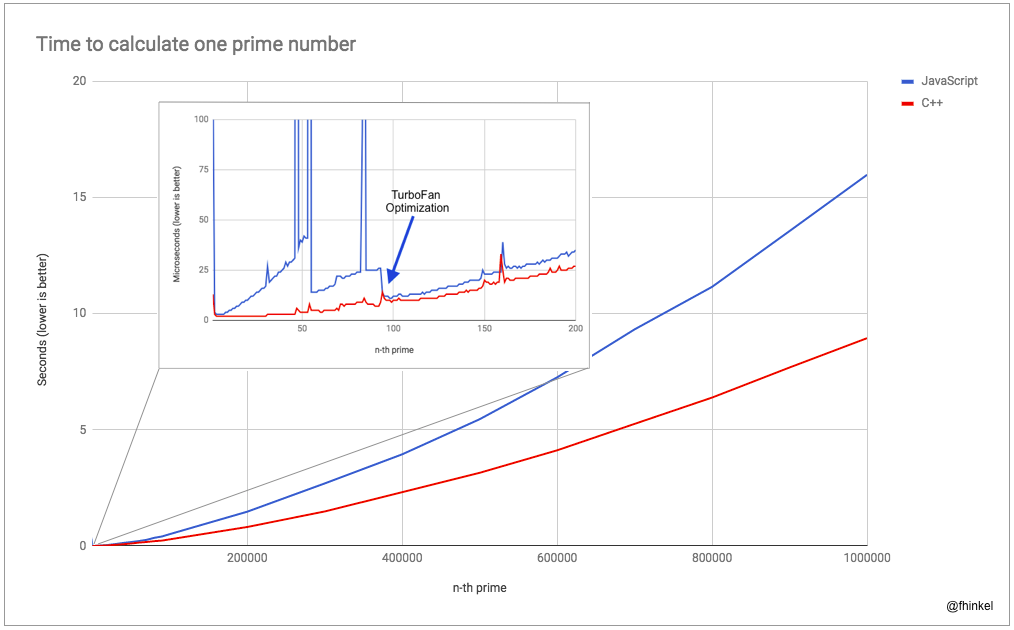 Time to calculate one prime number
JavaScript
C++
Seconds (lower is better)
20
15
10
5
0
200000
400000
600000
800000
1000000
n-th prime
Microseconds (lower is better)
100
75
50
25
0
50
100
150
200
n-th prime
TurboFan
Optimization
@fhinkel